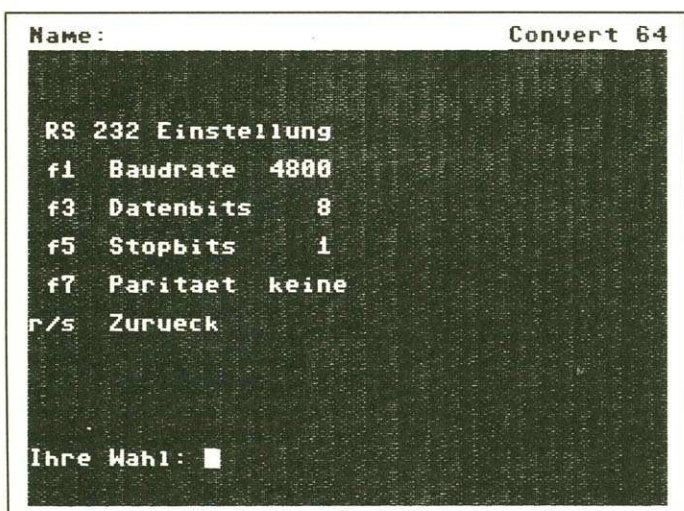 Name: Convert 64
RS 232 Einstellung
f1 Baudrate 4800
f3 Datenbits 8
f5 Stopbits 1
f7 Paritaet keine
r/s Zurueck
Ihre Wahl: